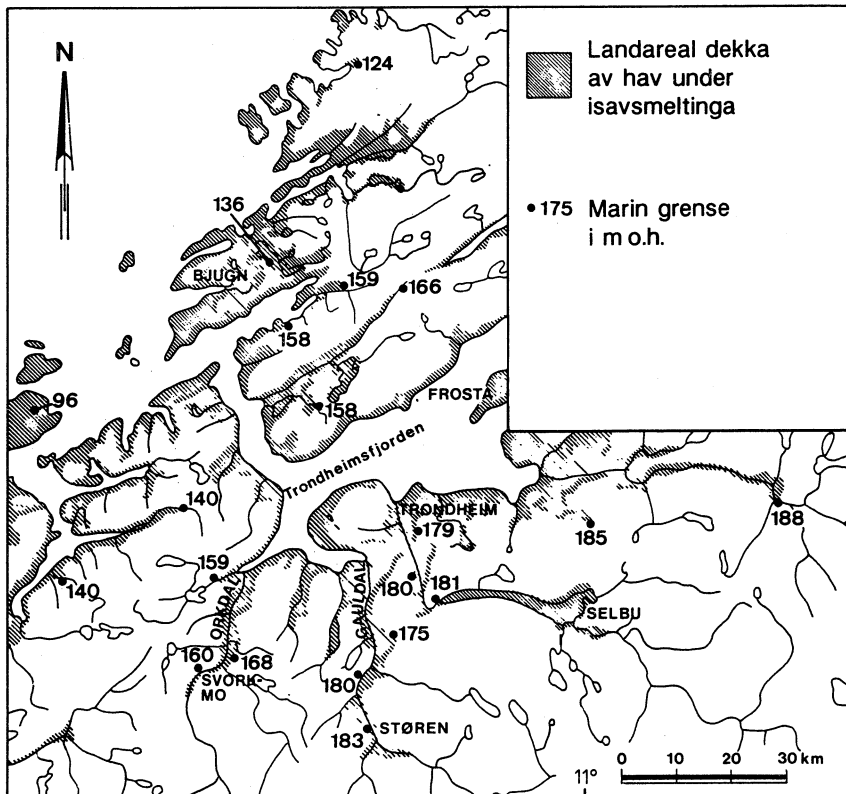 N
124
Landareal dekka
av hav under
isavsmeltinga
• 175 Marin grense
i m o.h.
136
BJUGN
159
166
158
96
158
FROSTA
Trondheimsfjorden
140
TRONDHEIM
179
185
188
159
140
180
181
ORKDAL
GAULDAL
SELBU
175
160
168
SVORK-
MO
180
183
STØREN
11°
0 10 20 30 km